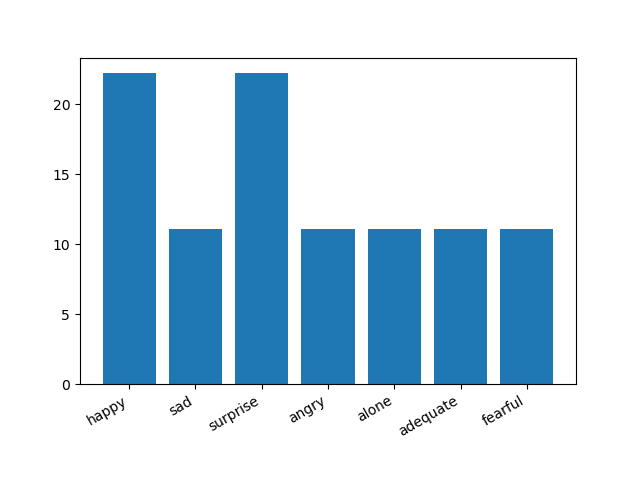 20
15
10
5
0
happy
sad
surprise
angry
alone
adequate
fearful